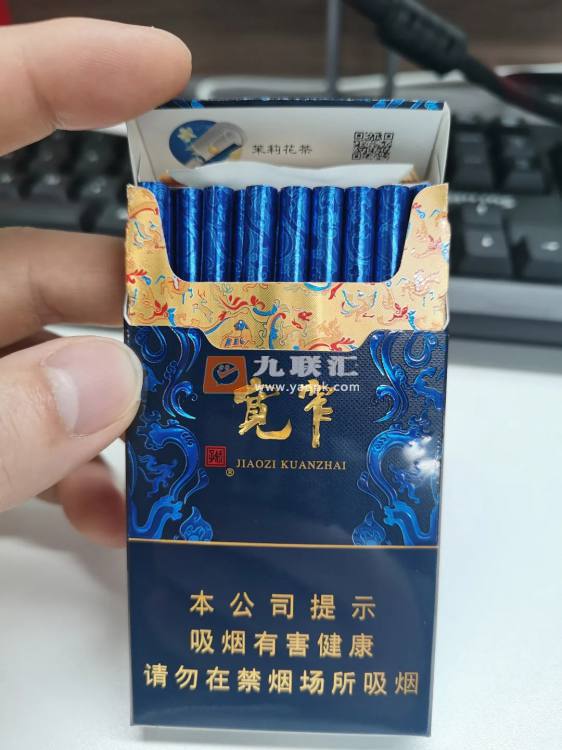 茉莉花茶
九联汇
www.yanpk.com
寬窄
® JIAOZI KUANZHAI
本公司提示
吸烟有害健康
请勿在禁烟场所吸烟